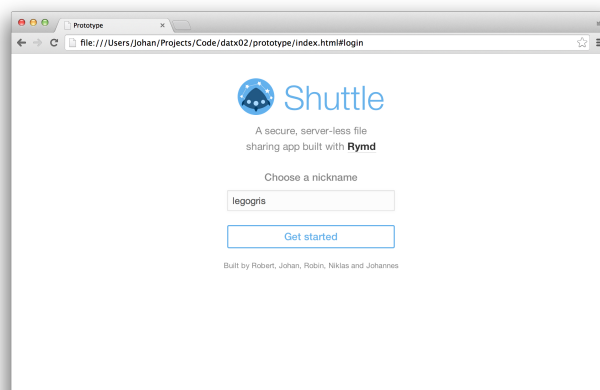 Prototype
file:///Users/Johan/Projects/Code/datx02/prototype/index.html#login
Shuttle
A secure, server-less file
sharing app built with Rymd
Choose a nickname
legogris
Get started
Built by Robert, Johan, Robin, Niklas and Johannes